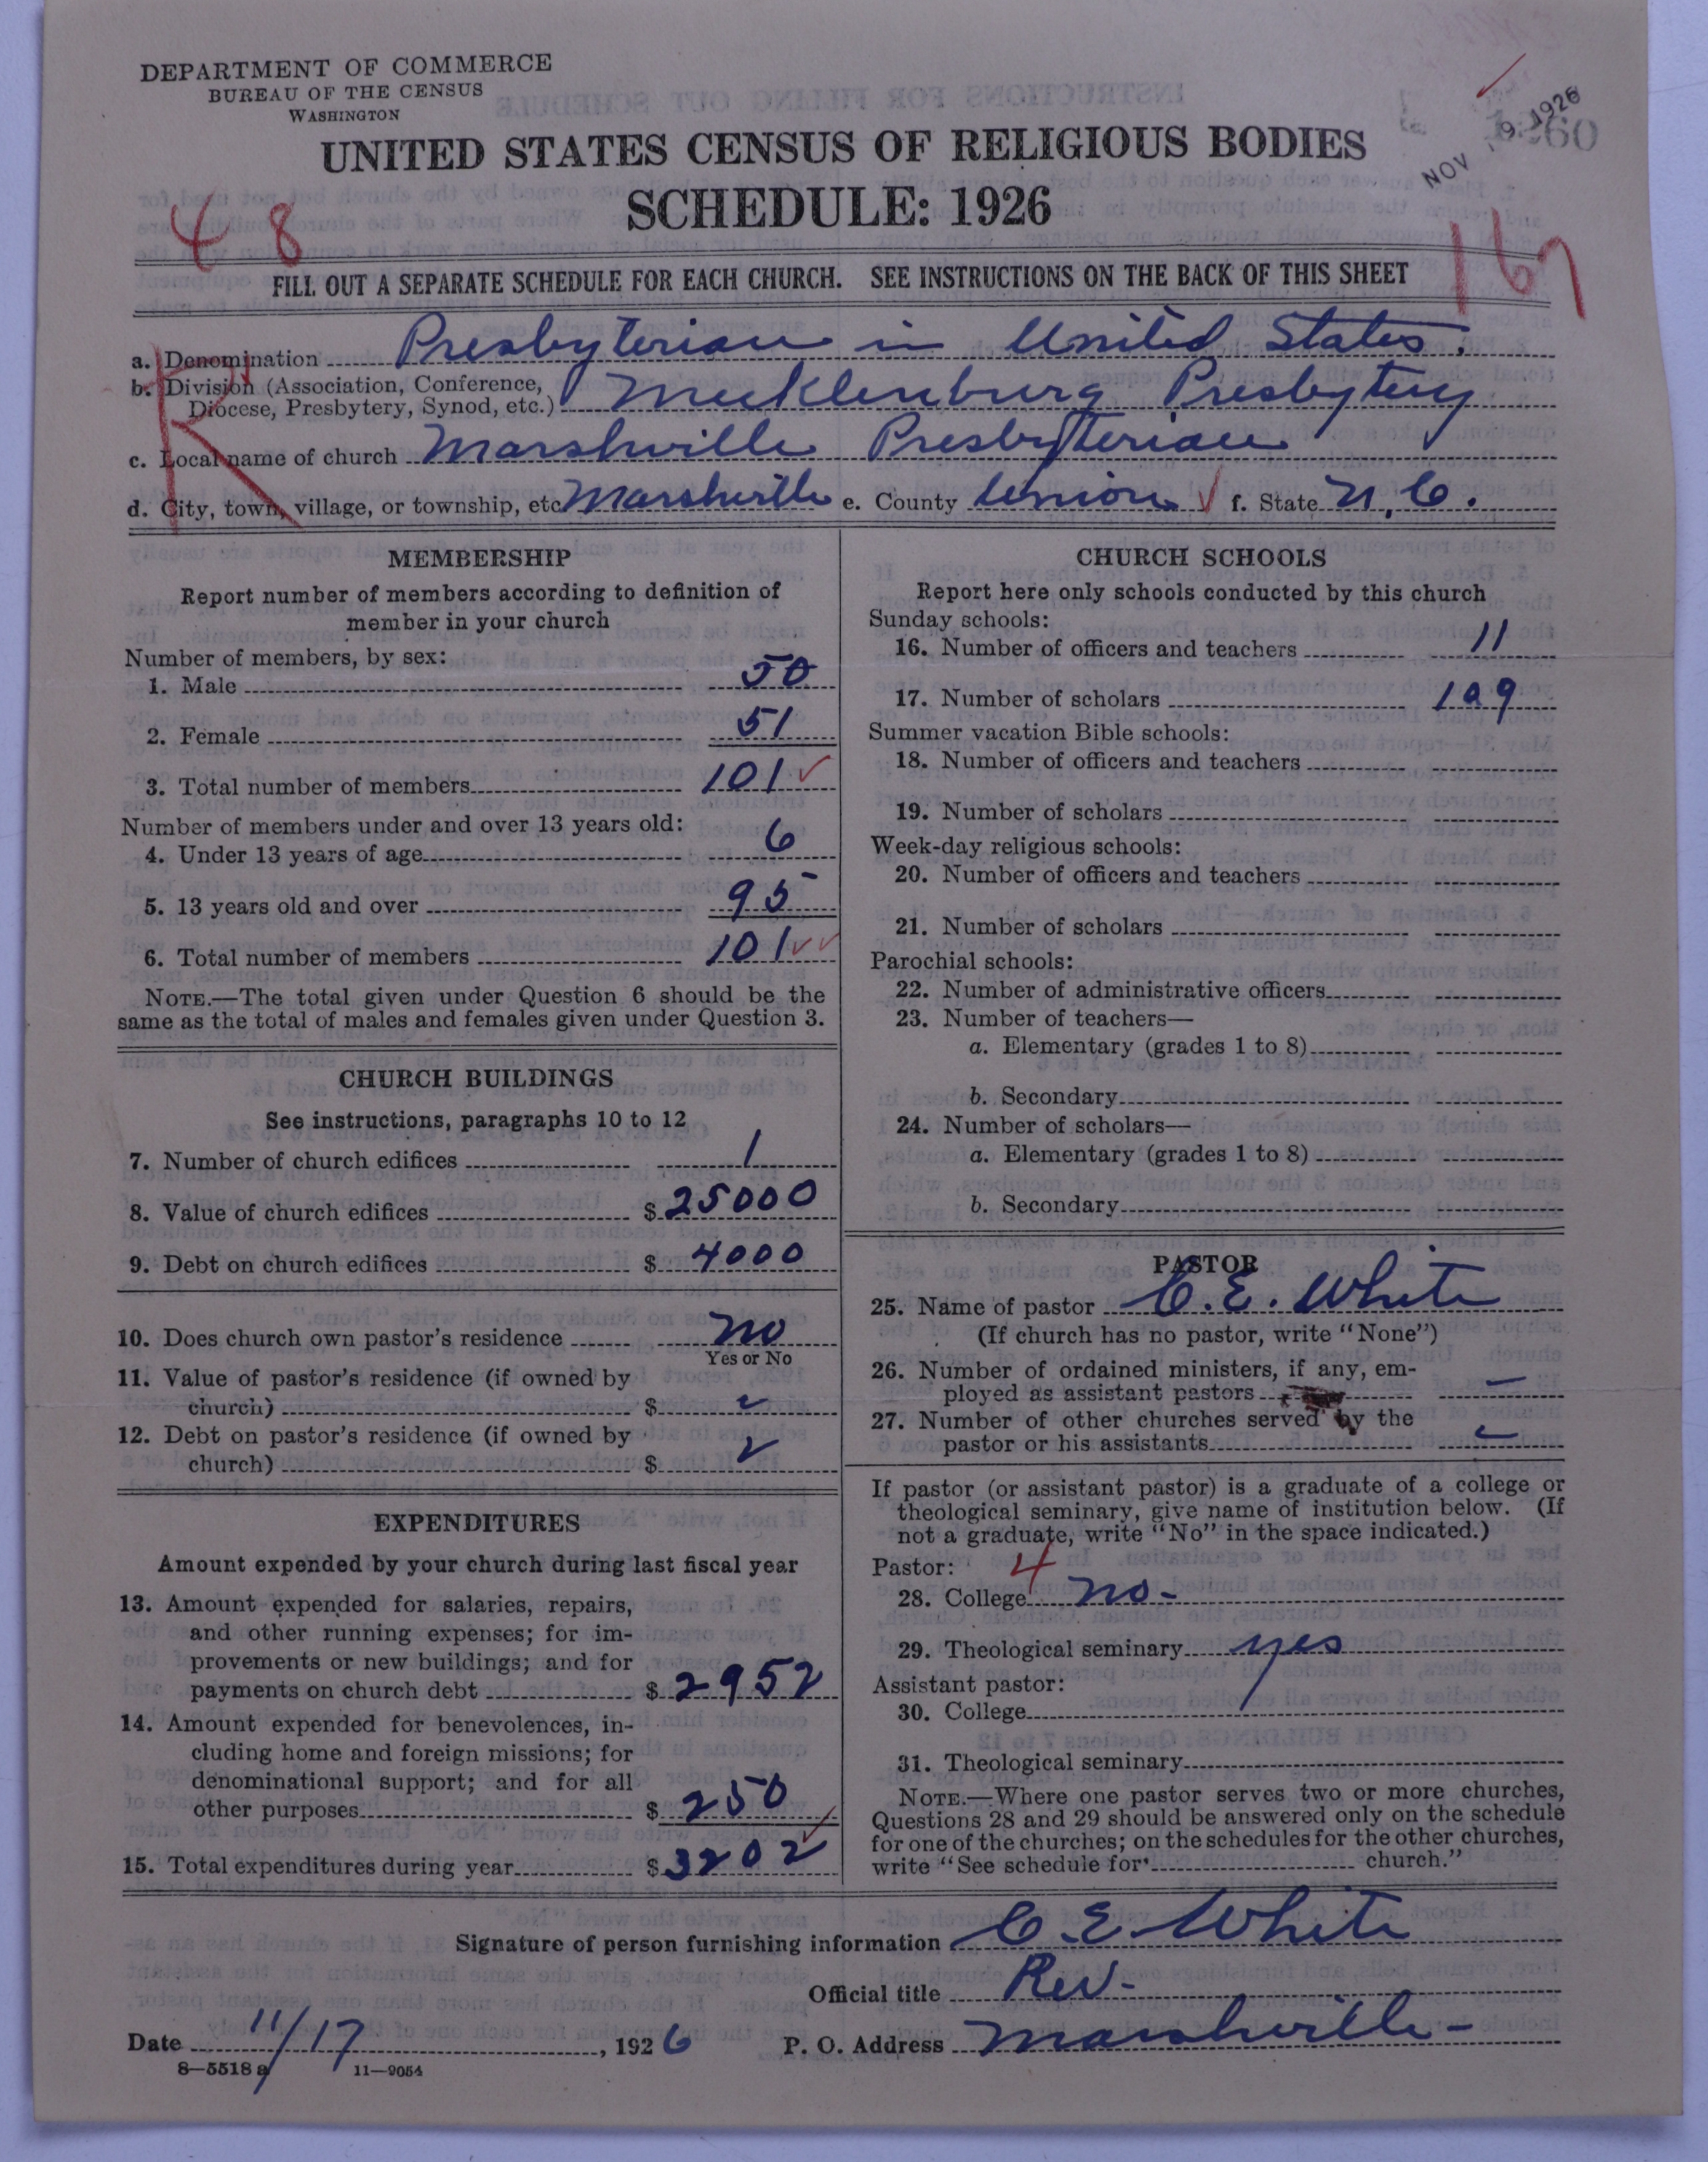 DEPARTMENT OF COMMERCE
BUREAU OF THE CENSUS
WASHINGTON
UNITED STATES CENSUS OF RELIGIOUS BODIES
SCHEDULE: 1926
NOV 19 1926
4 8
167
FILL OUT A SEPARATE SCHEDULE FOR EACH CHURCH. SEE INSTRUCTIONS ON THE BACK OF THIS SHEET
a. Denomination Presbyterian in United States.
b. Division (Association, Conference, Diocese, Presbytery, Synod, etc.) Mecklenburg Presbytery
c. Local name of church Marshville Presbyterian
d. City, town, village, or township, etc. Marshville e. County Union f. State N.C.
MEMBERSHIP
Report number of members according to definition of
member in your church
Number of members, by sex:
1. Male 50
2. Female 51
3. Total number of members 101
Number of members under and over 13 years old:
4. Under 13 years of age 6
5. 13 years old and over 95
6. Total number of members 101
NOTE.—The total given under Question 6 should be the
same as the total of males and females given under Question 3.
CHURCH BUILDINGS
See instructions, paragraphs 10 to 12
7. Number of church edifices 1
8. Value of church edifices $ 25000
9. Debt on church edifices $ 4000
10. Does church own pastor's residence No
Yes or No
11. Value of pastor's residence (if owned by
church) $
12. Debt on pastor's residence (if owned by
church) $
EXPENDITURES
Amount expended by your church during last fiscal year
13. Amount expended for salaries, repairs,
and other running expenses; for im-
provements or new buildings; and for
payments on church debt $ 2952
14. Amount expended for benevolences, in-
cluding home and foreign missions; for
denominational support; and for all
other purposes $ 250
15. Total expenditures during year $ 3202
CHURCH SCHOOLS
Report here only schools conducted by this church
Sunday schools:
16. Number of officers and teachers 11
17. Number of scholars 109
Summer vacation Bible schools:
18. Number of officers and teachers
19. Number of scholars
Week-day religious schools:
20. Number of officers and teachers
21. Number of scholars
Parochial schools:
22. Number of administrative officers
23. Number of teachers—
a. Elementary (grades 1 to 8)
b. Secondary
24. Number of scholars—
a. Elementary (grades 1 to 8)
b. Secondary
PASTOR
25. Name of pastor C. E. White
(If church has no pastor, write "None")
26. Number of ordained ministers, if any, em-
ployed as assistant pastors —
27. Number of other churches served by the
pastor or his assistants
If pastor (or assistant pastor) is a graduate of a college or
theological seminary, give name of institution below. (If
not a graduate, write "No" in the space indicated.)
Pastor: 4
28. College No -
29. Theological seminary yes
Assistant pastor:
30. College
31. Theological seminary
NOTE.—Where one pastor serves two or more churches,
Questions 28 and 29 should be answered only on the schedule
for one of the churches; on the schedules for the other churches,
write "See schedule for church."
Signature of person furnishing information C. E. White
Official title Rev-
Date 11/17, 1926 P. O. Address Marshville-
8—5518 a 11—9054